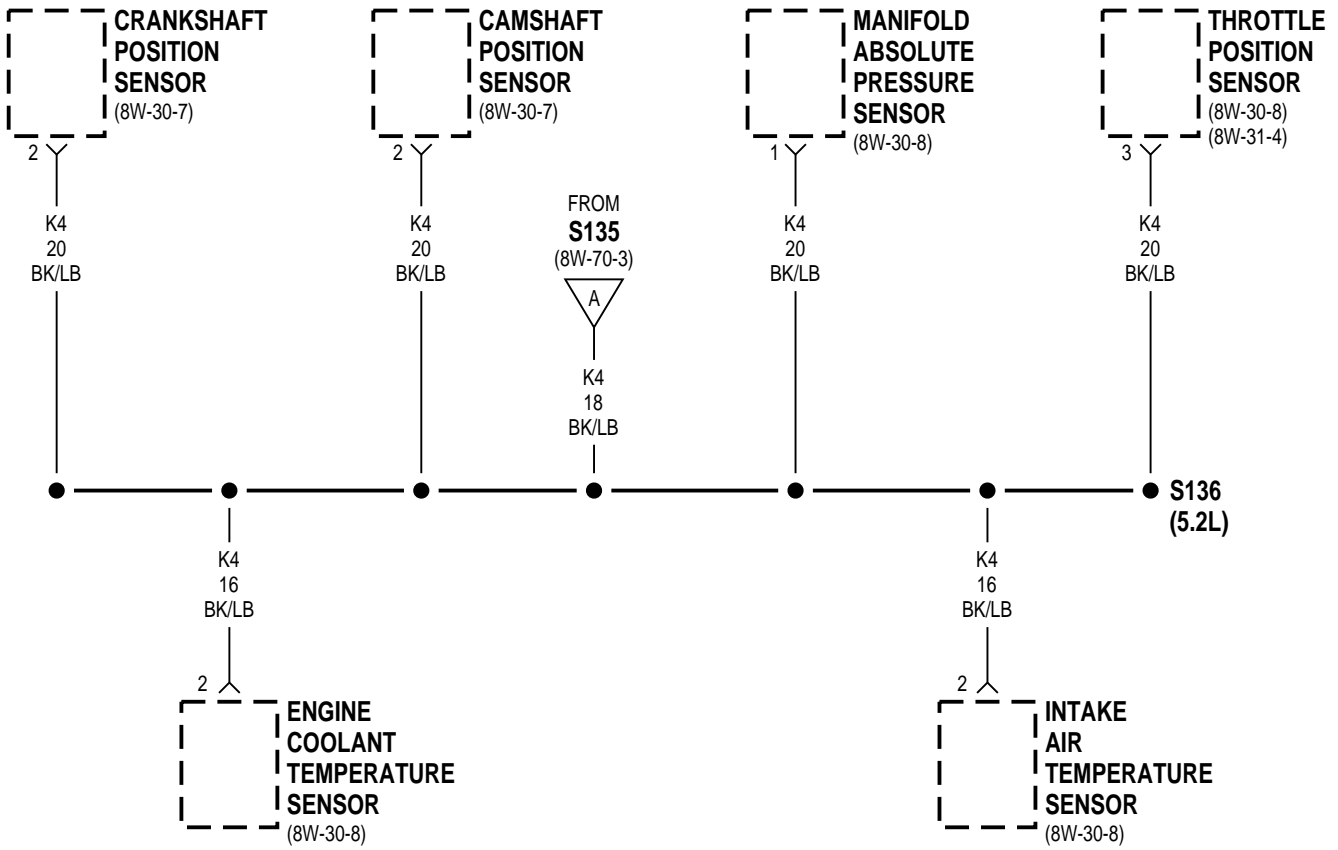 CRANKSHAFT
POSITION
SENSOR
(8W-30-7)
2
K4
20
BK/LB
CAMSHAFT
POSITION
SENSOR
(8W-30-7)
2
K4
20
BK/LB
FROM
S135
(8W-70-3)
A
K4
18
BK/LB
MANIFOLD
ABSOLUTE
PRESSURE
SENSOR
(8W-30-8)
1
K4
20
BK/LB
THROTTLE
POSITION
SENSOR
(8W-30-8)
(8W-31-4)
3
K4
20
BK/LB
S136
(5.2L)
K4
16
BK/LB
2
ENGINE
COOLANT
TEMPERATURE
SENSOR
(8W-30-8)
K4
16
BK/LB
2
INTAKE
AIR
TEMPERATURE
SENSOR
(8W-30-8)